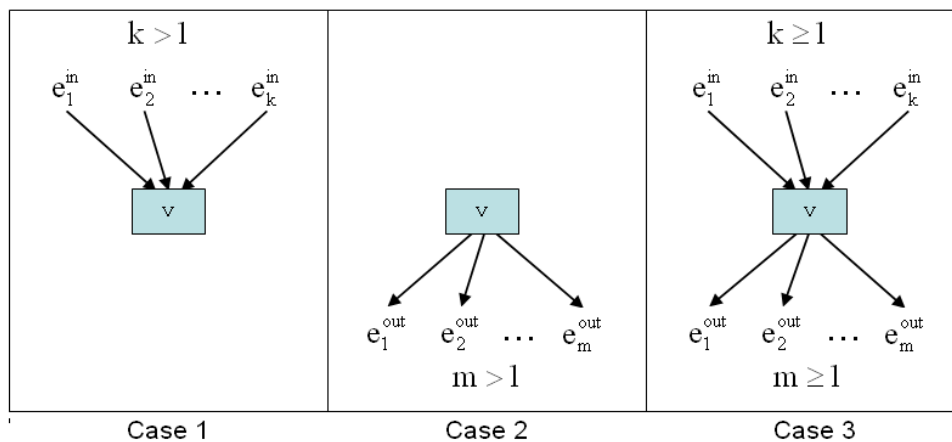 k > 1
e₁ⁱⁿ e₂ⁱⁿ … eₖⁱⁿ
v
Case 1
v
e₁ᵒᵘᵗ e₂ᵒᵘᵗ … eₘᵒᵘᵗ
m > 1
Case 2
k ≥ 1
e₁ⁱⁿ e₂ⁱⁿ … eₖⁱⁿ
v
e₁ᵒᵘᵗ e₂ᵒᵘᵗ … eₘᵒᵘᵗ
m ≥ 1
Case 3